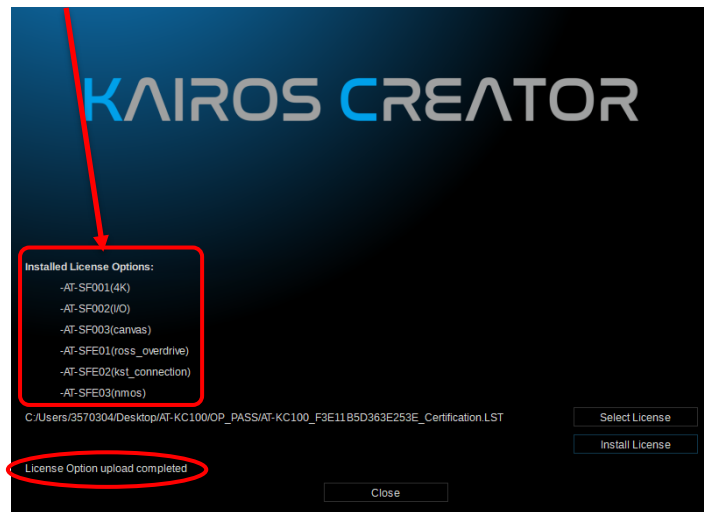 KAIROS CREATOR
Installed License Options:
-AT-SF001(4K)
-AT-SF002(I/O)
-AT-SF003(canvas)
-AT-SFE01(ross_overdrive)
-AT-SFE02(kst_connection)
-AT-SFE03(nmos)
C:/Users/3570304/Desktop/AT-KC100/OP_PASS/AT-KC100_F3E11B5D363E253E_Certification.LST
Select License
Install License
License Option upload completed
Close